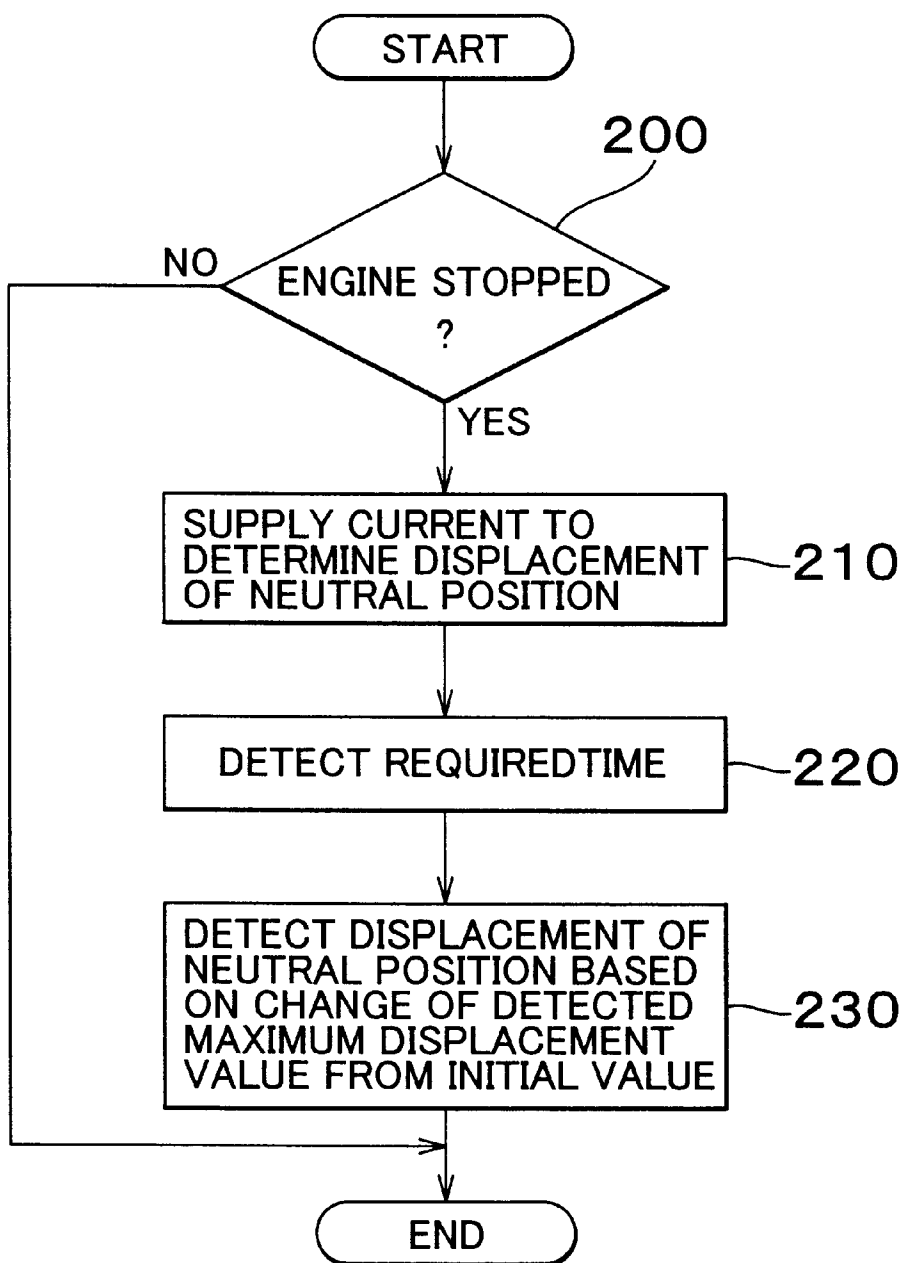 START
200
NO
ENGINE STOPPED
?
YES
SUPPLY CURRENT TO
DETERMINE DISPLACEMENT
OF NEUTRAL POSITION
210
DETECT REQUIREDTIME
220
DETECT DISPLACEMENT OF
NEUTRAL POSITION BASED
ON CHANGE OF DETECTED
MAXIMUM DISPLACEMENT
VALUE FROM INITIAL VALUE
230
END